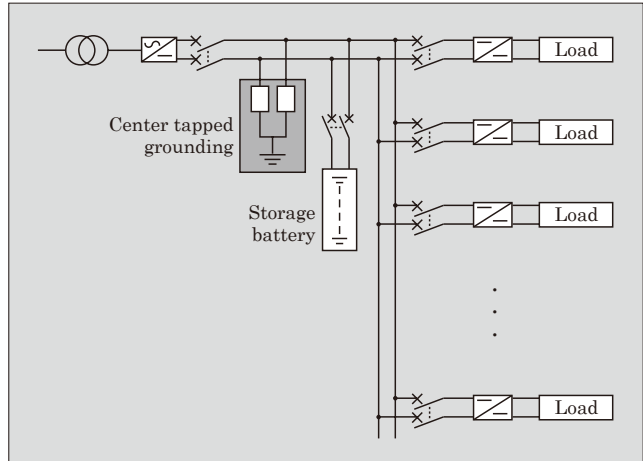 Load
Center tapped
grounding
Load
Storage
battery
Load
Load